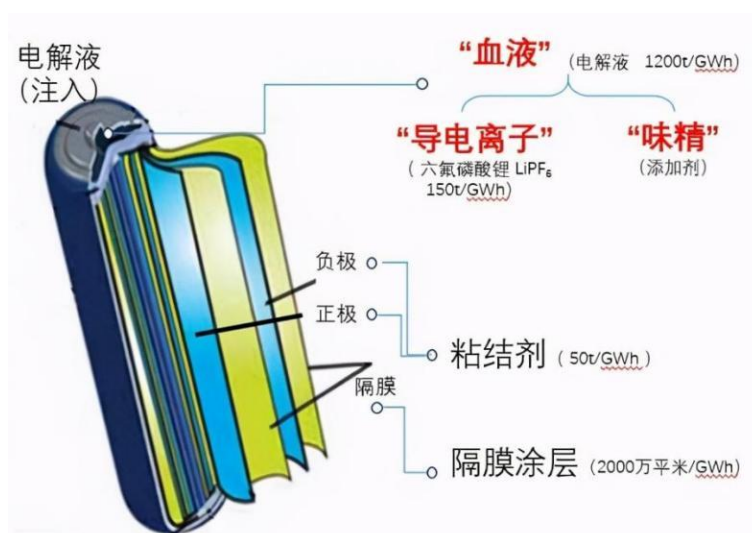 电解液
(注入)
“血液”
(电解液 1200t/GWh)
“导电离子”
“味精”
( 六氟磷酸锂 LiPF₆
150t/GWh)
(添加剂)
负极
正极
粘结剂 ( 50t/GWh )
隔膜
隔膜涂层 (2000万平米/GWh)